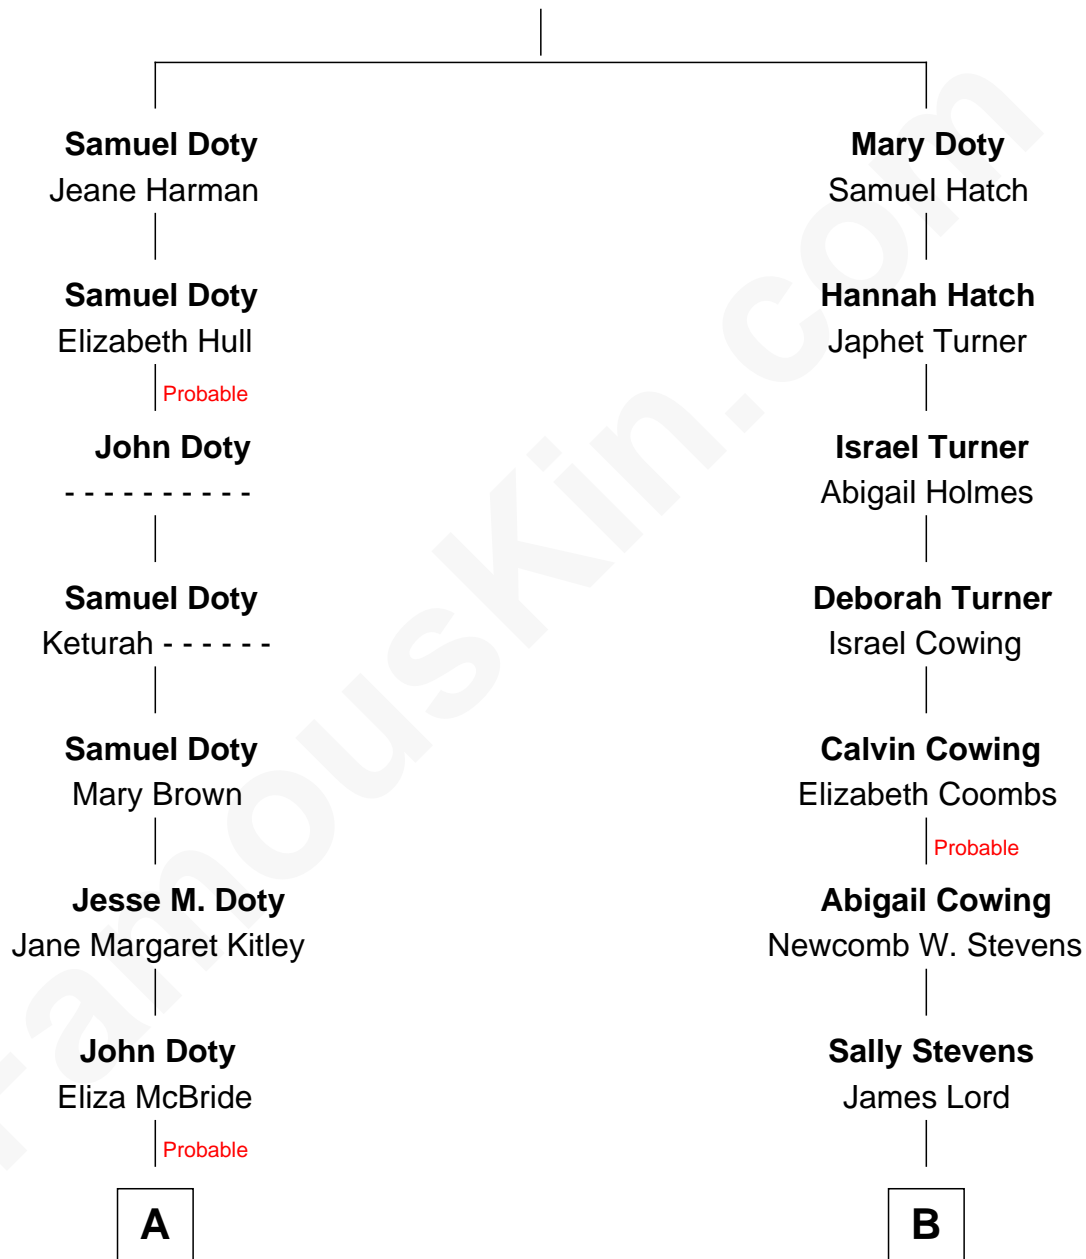 Samuel Doty
Jeane Harman
Samuel Doty
Elizabeth Hull
Probable
John Doty
- - - - - - - - - -
Samuel Doty
Keturah - - - - - -
Samuel Doty
Mary Brown
Jesse M. Doty
Jane Margaret Kitley
John Doty
Eliza McBride
Probable
A
Mary Doty
Samuel Hatch
Hannah Hatch
Japhet Turner
Israel Turner
Abigail Holmes
Deborah Turner
Israel Cowing
Calvin Cowing
Elizabeth Coombs
Probable
Abigail Cowing
Newcomb W. Stevens
Sally Stevens
James Lord
B
FamousKin.com